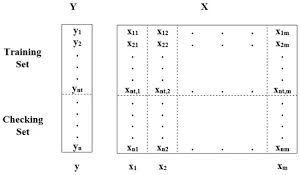 Y X
Training Set
y1 x11 x12 . . . x1m
y2 x21 x22 . . . x2m
. . . .
. . . .
. . . .
ynt xnt,1 xnt,2 . . . xnt,m
Checking Set
. . . .
. . . .
. . . .
yn xn1 xn2 . . . xnm
y x1 x2 xm